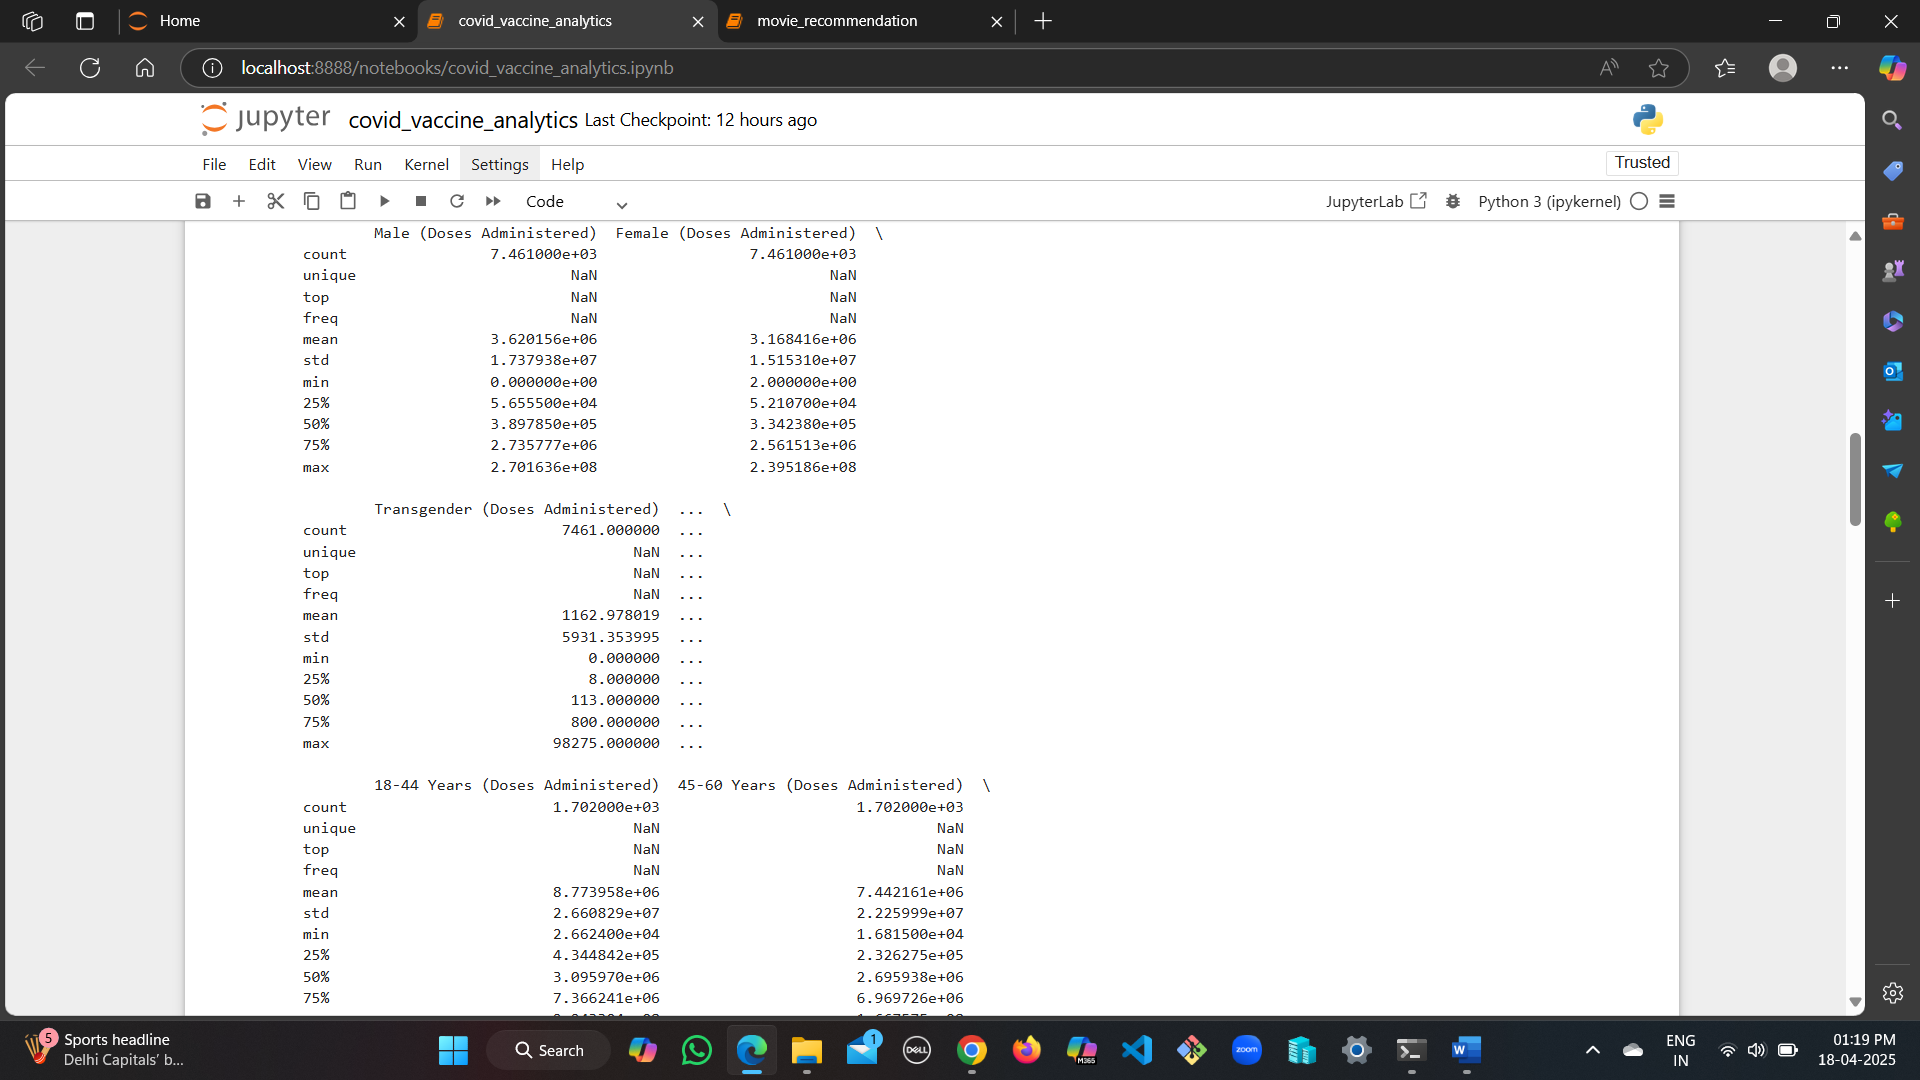 Home
covid_vaccine_analytics
movie_recommendation
localhost:8888/notebooks/covid_vaccine_analytics.ipynb
jupyter covid_vaccine_analytics Last Checkpoint: 12 hours ago
File Edit View Run Kernel Settings Help
Trusted
Code
JupyterLab
Python 3 (ipykernel)
Male (Doses Administered) Female (Doses Administered) \
count 7.461000e+03 7.461000e+03
unique NaN NaN
top NaN NaN
freq NaN NaN
mean 3.620156e+06 3.168416e+06
std 1.737938e+07 1.515310e+07
min 0.000000e+00 2.000000e+00
25% 5.655500e+04 5.210700e+04
50% 3.897850e+05 3.342380e+05
75% 2.735777e+06 2.561513e+06
max 2.701636e+08 2.395186e+08
Transgender (Doses Administered) ... \
count 7461.000000 ...
unique NaN ...
top NaN ...
freq NaN ...
mean 1162.978019 ...
std 5931.353995 ...
min 0.000000 ...
25% 8.000000 ...
50% 113.000000 ...
75% 800.000000 ...
max 98275.000000 ...
18-44 Years (Doses Administered) 45-60 Years (Doses Administered) \
count 1.702000e+03 1.702000e+03
unique NaN NaN
top NaN NaN
freq NaN NaN
mean 8.773958e+06 7.442161e+06
std 2.660829e+07 2.225999e+07
min 2.662400e+04 1.681500e+04
25% 4.344842e+05 2.326275e+05
50% 3.095970e+06 2.695938e+06
75% 7.366241e+06 6.969726e+06
5
Sports headline
Delhi Capitals' b...
Search
1
DELL
M365
zoom
ENG
IN
01:19 PM
18-04-2025